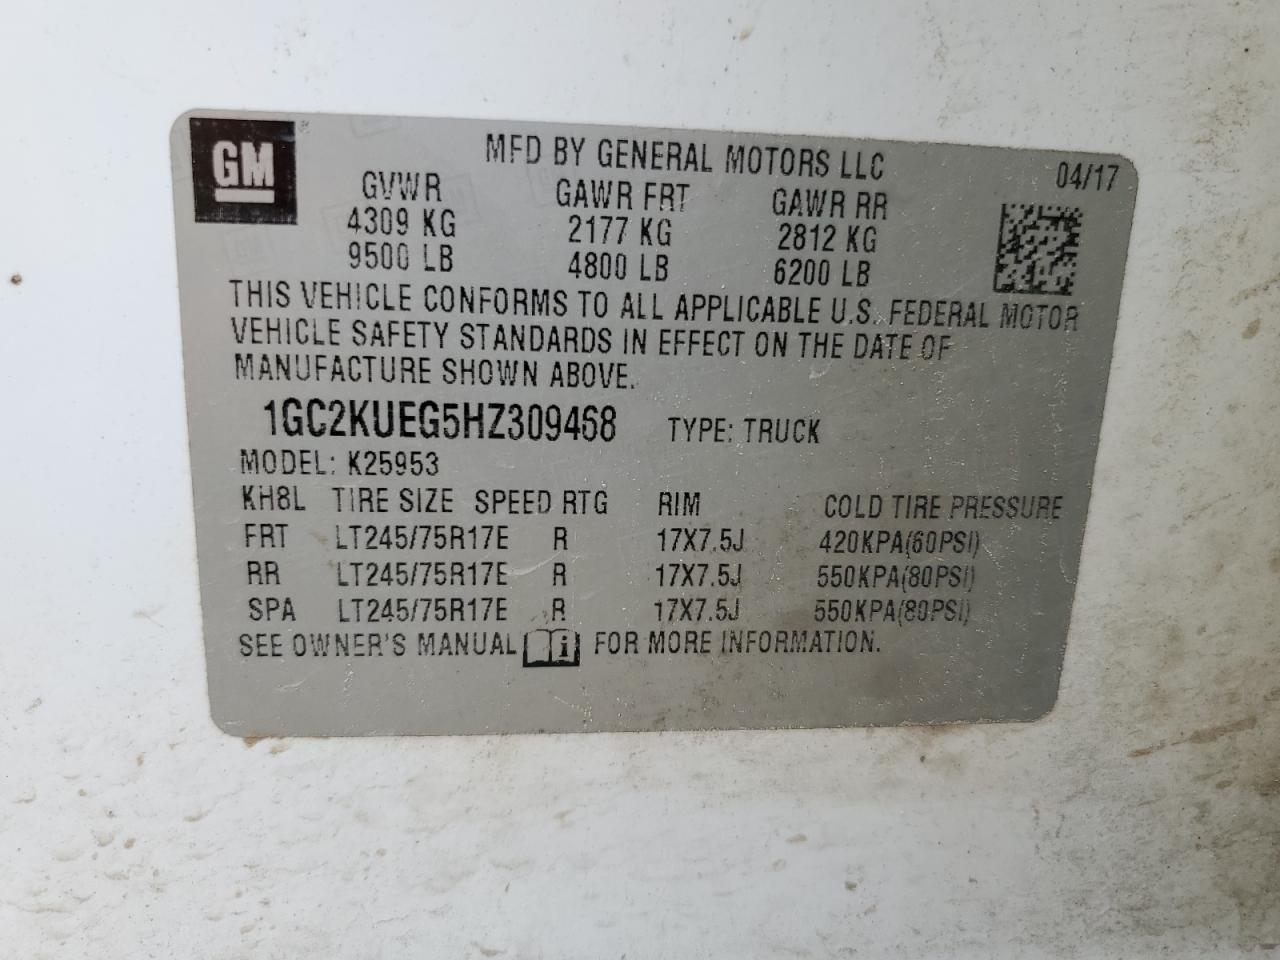 GM
MFD BY GENERAL MOTORS LLC
04/17
GVWR GAWR FRT GAWR RR
4309 KG 2177 KG 2812 KG
9500 LB 4800 LB 6200 LB
THIS VEHICLE CONFORMS TO ALL APPLICABLE U.S. FEDERAL MOTOR
VEHICLE SAFETY STANDARDS IN EFFECT ON THE DATE OF
MANUFACTURE SHOWN ABOVE.
1GC2KUEG5HZ309468 TYPE: TRUCK
MODEL: K25953
KH8L TIRE SIZE SPEED RTG RIM COLD TIRE PRESSURE
FRT LT245/75R17E R 17X7.5J 420KPA(60PSI)
RR LT245/75R17E R 17X7.5J 550KPA(80PSI)
SPA LT245/75R17E R 17X7.5J 550KPA(80PSI)
SEE OWNER'S MANUAL i FOR MORE INFORMATION.